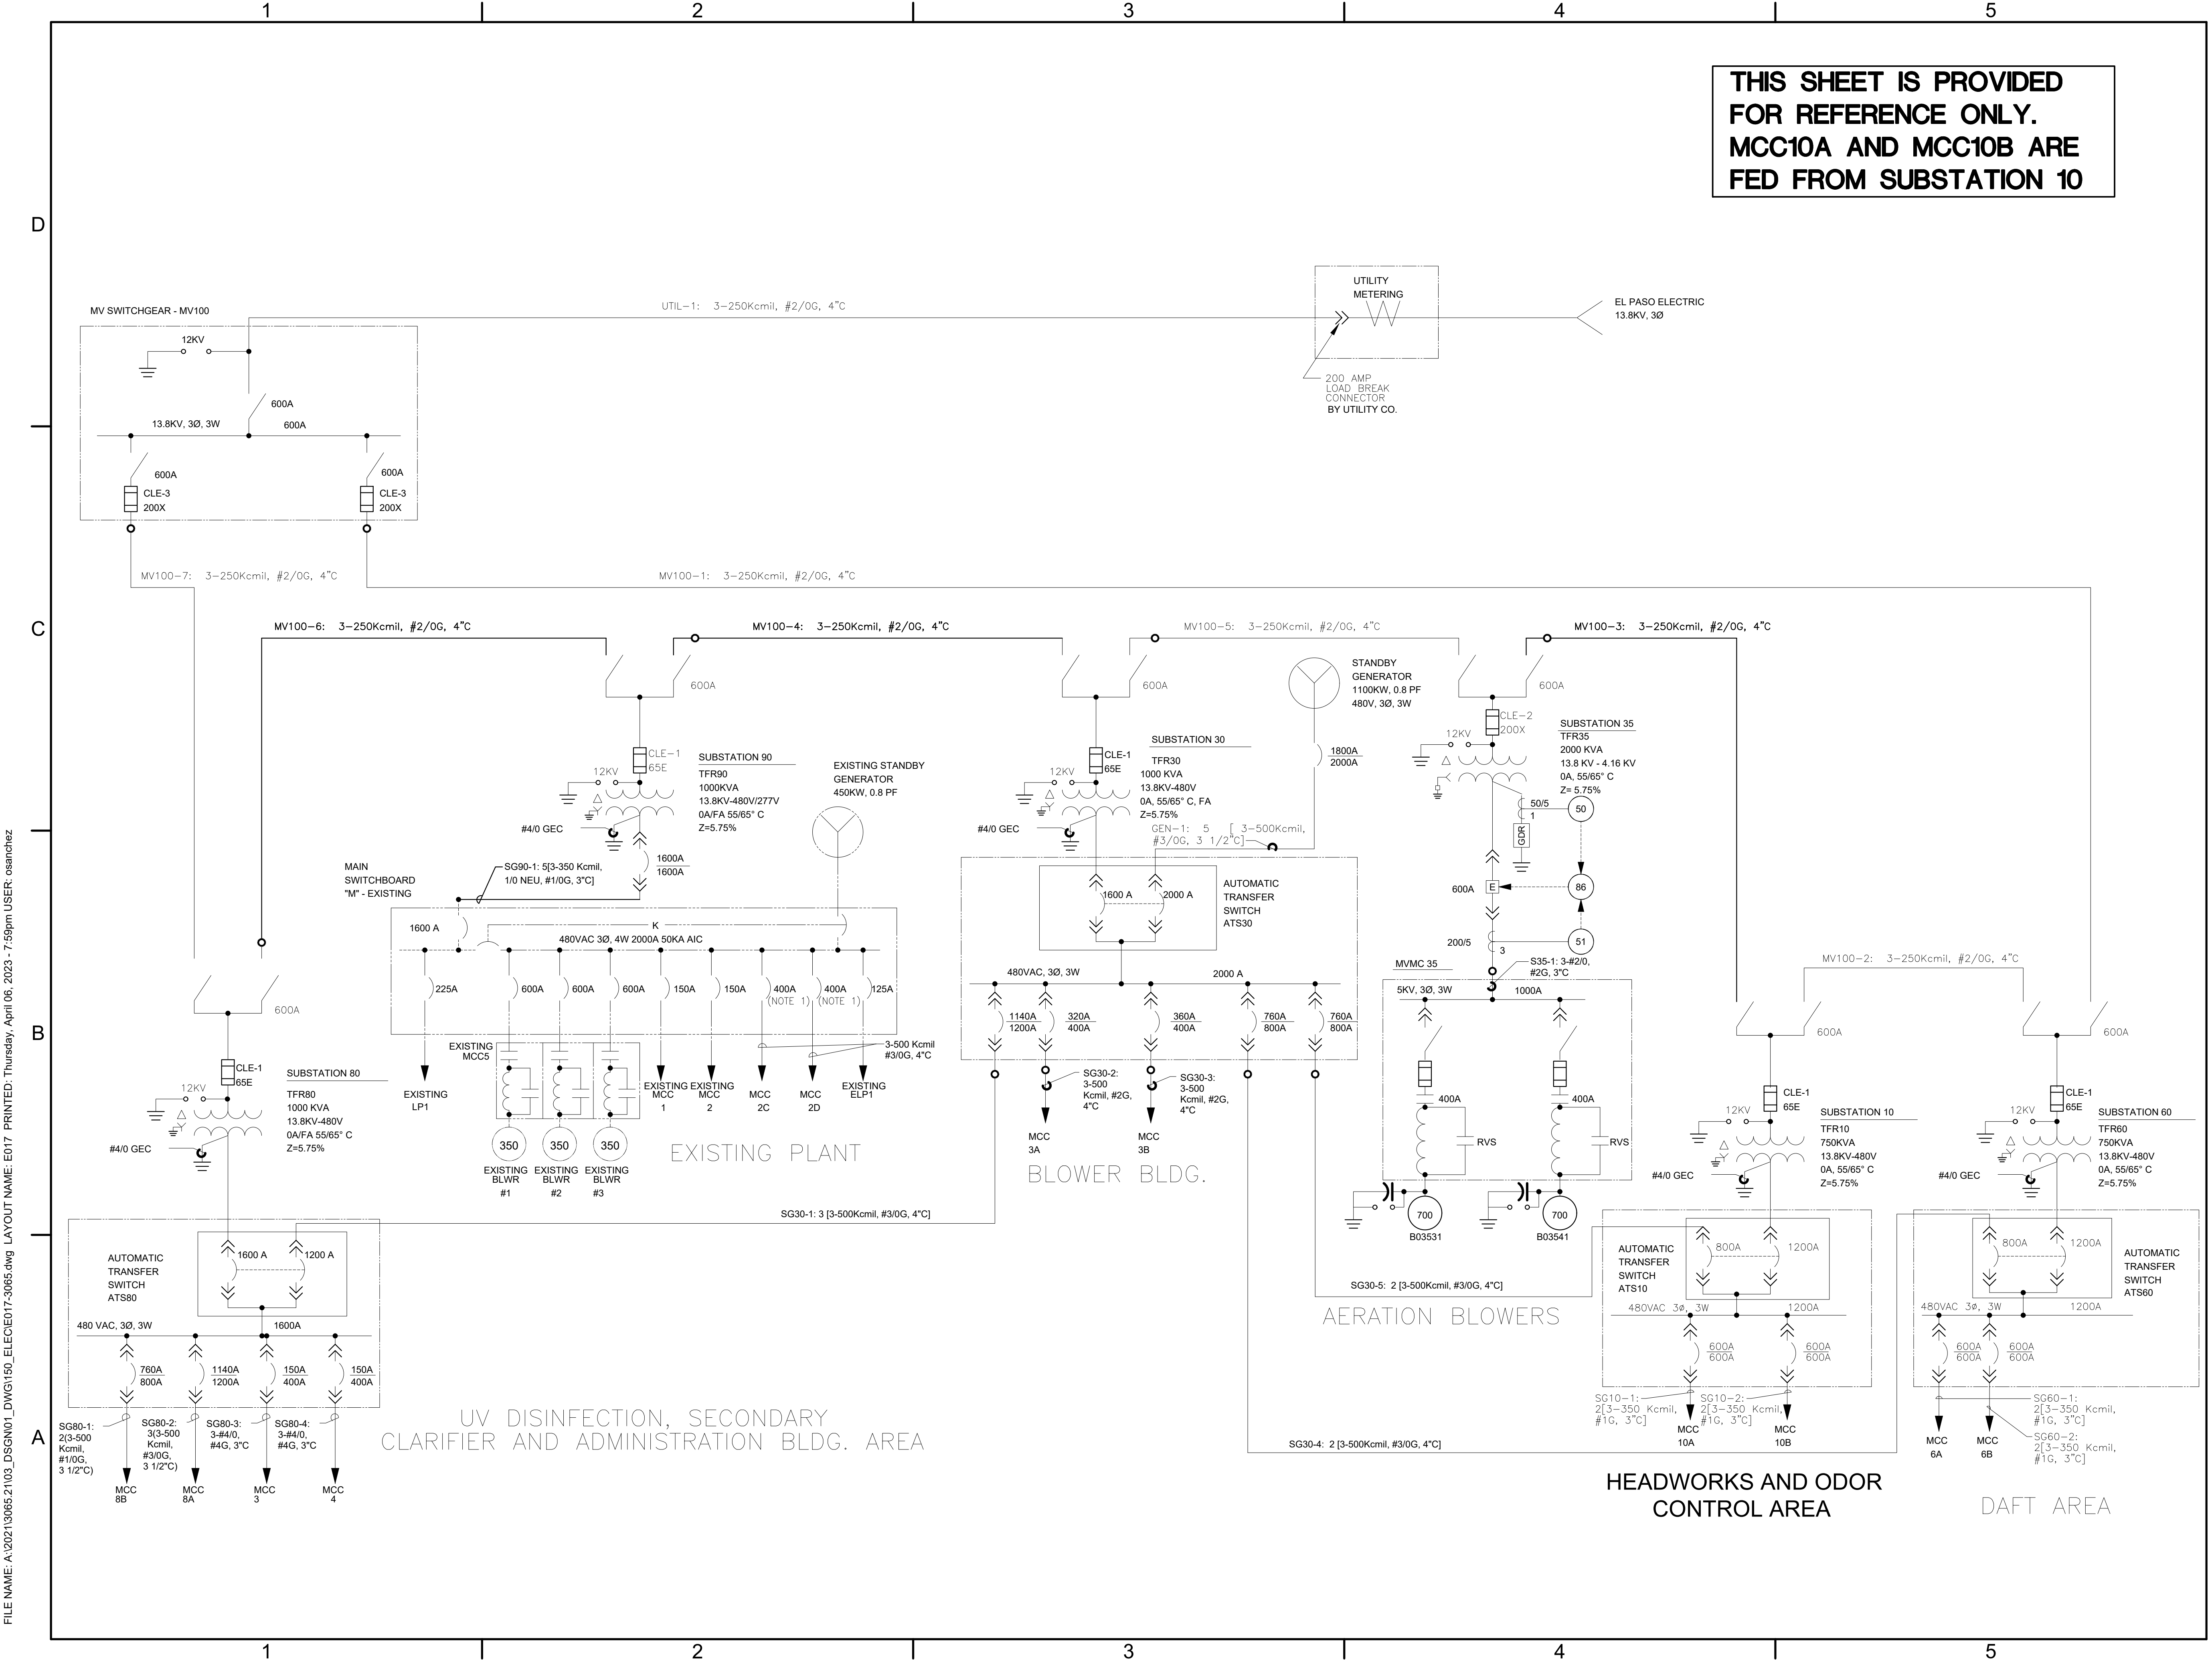 1
2
3
4
5
D
C
B
A
THIS SHEET IS PROVIDED
FOR REFERENCE ONLY.
MCC10A AND MCC10B ARE
FED FROM SUBSTATION 10
UTILITY
METERING
EL PASO ELECTRIC
13.8KV, 3Ø
200 AMP
LOAD BREAK
CONNECTOR
BY UTILITY CO.
UTIL-1: 3-250Kcmil, #2/0G, 4"C
MV SWITCHGEAR - MV100
12KV
600A
13.8KV, 3Ø, 3W
600A
600A
CLE-3
200X
600A
CLE-3
200X
MV100-7: 3-250Kcmil, #2/0G, 4"C
MV100-1: 3-250Kcmil, #2/0G, 4"C
MV100-6: 3-250Kcmil, #2/0G, 4"C
MV100-4: 3-250Kcmil, #2/0G, 4"C
MV100-5: 3-250Kcmil, #2/0G, 4"C
MV100-3: 3-250Kcmil, #2/0G, 4"C
600A
CLE-1
65E
12KV
#4/0 GEC
SUBSTATION 90
TFR90
1000KVA
13.8KV-480V/277V
0A/FA 55/65° C
Z=5.75%
EXISTING STANDBY
GENERATOR
450KW, 0.8 PF
1600A
1600A
SG90-1: 5[3-350 Kcmil,
1/0 NEU, #1/0G, 3"C]
MAIN
SWITCHBOARD
"M" - EXISTING
1600 A
K
480VAC 3Ø, 4W 2000A 50KA AIC
225A
600A
600A
600A
150A
150A
400A
(NOTE 1)
400A
(NOTE 1)
125A
3-500 Kcmil
#3/0G, 4"C
EXISTING
MCC5
EXISTING
LP1
EXISTING
MCC
1
EXISTING
MCC
2
MCC
2C
MCC
2D
EXISTING
ELP1
350
350
350
EXISTING
BLWR
#1
EXISTING
BLWR
#2
EXISTING
BLWR
#3
EXISTING PLANT
600A
CLE-1
65E
12KV
#4/0 GEC
SUBSTATION 30
TFR30
1000 KVA
13.8KV-480V
0A, 55/65° C, FA
Z=5.75%
STANDBY
GENERATOR
1100KW, 0.8 PF
480V, 3Ø, 3W
1800A
2000A
GEN-1: 5 [ 3-500Kcmil,
#3/0G, 3 1/2"C]
1600 A
2000 A
AUTOMATIC
TRANSFER
SWITCH
ATS30
480VAC, 3Ø, 3W
2000 A
1140A
1200A
320A
400A
360A
400A
760A
800A
760A
800A
SG30-2:
3-500
Kcmil, #2G,
4"C
SG30-3:
3-500
Kcmil, #2G,
4"C
MCC
3A
MCC
3B
BLOWER BLDG.
SG30-1: 3 [3-500Kcmil, #3/0G, 4"C]
600A
CLE-2
200X
12KV
SUBSTATION 35
TFR35
2000 KVA
13.8 KV - 4.16 KV
0A, 55/65° C
Z= 5.75%
50/5
1
50
GDR
600A
E
86
200/5
3
51
S35-1: 3-#2/0,
#2G, 3"C
MVMC 35
5KV, 3Ø, 3W
1000A
400A
RVS
400A
RVS
700
B03531
700
B03541
SG30-5: 2 [3-500Kcmil, #3/0G, 4"C]
AERATION BLOWERS
SG30-4: 2 [3-500Kcmil, #3/0G, 4"C]
MV100-2: 3-250Kcmil, #2/0G, 4"C
600A
CLE-1
65E
12KV
#4/0 GEC
SUBSTATION 10
TFR10
750KVA
13.8KV-480V
0A, 55/65° C
Z=5.75%
AUTOMATIC
TRANSFER
SWITCH
ATS10
800A
1200A
480VAC 3ø, 3W
1200A
600A
600A
600A
600A
SG10-1:
2[3-350 Kcmil,
#1G, 3"C]
SG10-2:
2[3-350 Kcmil,
#1G, 3"C]
MCC
10A
MCC
10B
HEADWORKS AND ODOR
CONTROL AREA
600A
CLE-1
65E
12KV
#4/0 GEC
SUBSTATION 60
TFR60
750KVA
13.8KV-480V
0A, 55/65° C
Z=5.75%
800A
1200A
AUTOMATIC
TRANSFER
SWITCH
ATS60
480VAC 3ø, 3W
1200A
600A
600A
600A
600A
SG60-1:
2[3-350 Kcmil,
#1G, 3"C]
SG60-2:
2[3-350 Kcmil,
#1G, 3"C]
MCC
6A
MCC
6B
DAFT AREA
600A
CLE-1
65E
12KV
#4/0 GEC
SUBSTATION 80
TFR80
1000 KVA
13.8KV-480V
0A/FA 55/65° C
Z=5.75%
AUTOMATIC
TRANSFER
SWITCH
ATS80
1600 A
1200 A
480 VAC, 3Ø, 3W
1600A
760A
800A
1140A
1200A
150A
400A
150A
400A
SG80-1:
2(3-500
Kcmil,
#1/0G,
3 1/2"C)
SG80-2:
3(3-500
Kcmil,
#3/0G,
3 1/2"C)
SG80-3:
3-#4/0,
#4G, 3"C
SG80-4:
3-#4/0,
#4G, 3"C
MCC
8B
MCC
8A
MCC
3
MCC
4
UV DISINFECTION, SECONDARY
CLARIFIER AND ADMINISTRATION BLDG. AREA
1
2
3
4
5
FILE NAME: A:\2021\3065.21\03_DSGN\01_DWG\150_ELEC\E017-3065.dwg LAYOUT NAME: E017 PRINTED: Thursday, April 06, 2023 - 7:59pm USER: osanchez